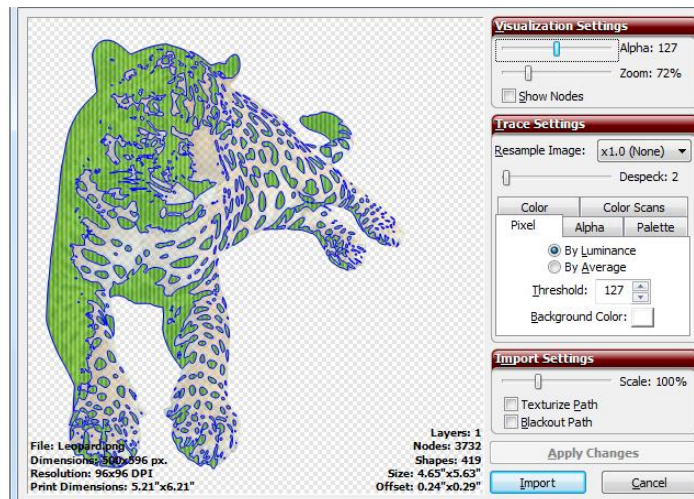 Visualization Settings
Alpha: 127
Zoom: 72%
Show Nodes
Trace Settings
Resample Image: x1.0 (None)
Despeck: 2
Color Color Scans
Pixel Alpha Palette
By Luminance
By Average
Threshold: 127
Background Color:
Import Settings
Scale: 100%
Texturize Path
Blackout Path
Apply Changes
Import Cancel
File: Leopard.png
Dimensions: 500x596 px.
Resolution: 96x96 DPI
Print Dimensions: 5.21"x6.21"
Layers: 1
Nodes: 3732
Shapes: 419
Size: 4.65"x5.63"
Offset: 0.24"x0.29"